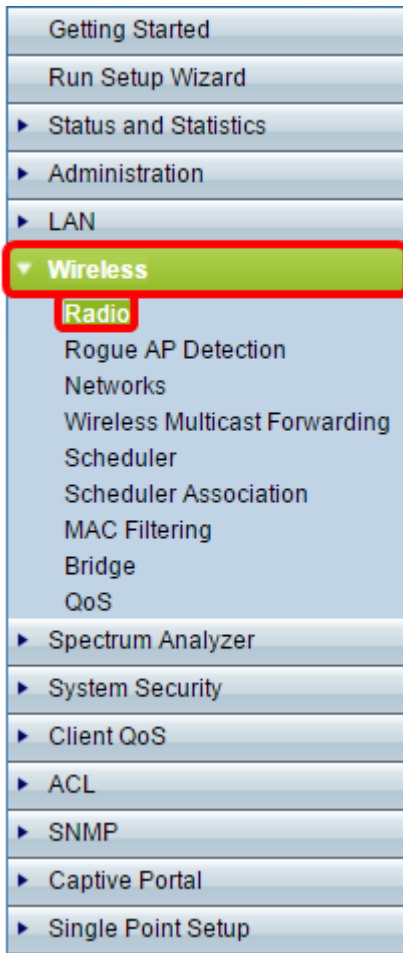 Getting Started
Run Setup Wizard
Status and Statistics
Administration
LAN
Wireless
Radio
Rogue AP Detection
Networks
Wireless Multicast Forwarding
Scheduler
Scheduler Association
MAC Filtering
Bridge
QoS
Spectrum Analyzer
System Security
Client QoS
ACL
SNMP
Captive Portal
Single Point Setup